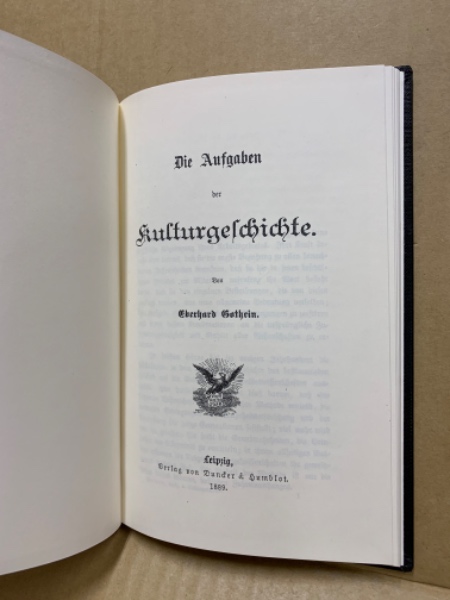 Die Aufgaben
der
Kulturgeſchichte.
Von
Eberhard Gothein.
Leipzig,
Verlag von Duncker & Humblot.
1889.